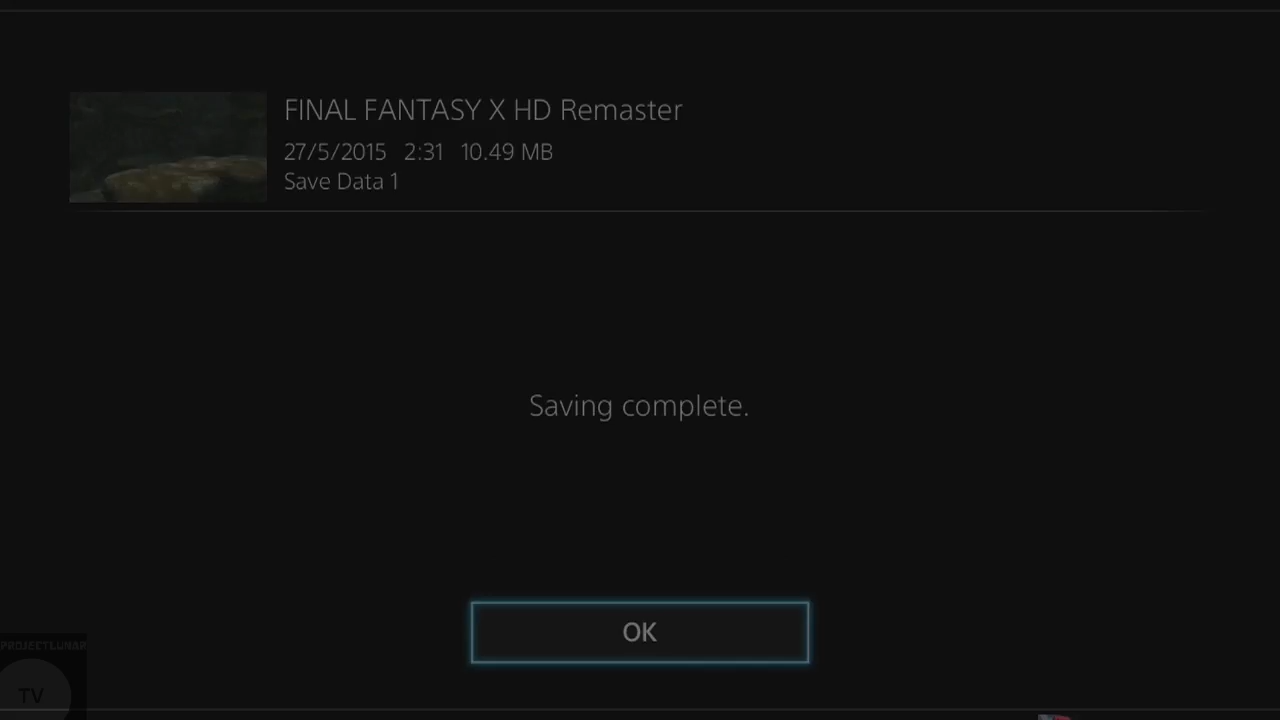 FINAL FANTASY X HD Remaster
27/5/2015 2:31 10.49 MB
Save Data 1
Saving complete.
OK
PROJECTLUNAR
TV